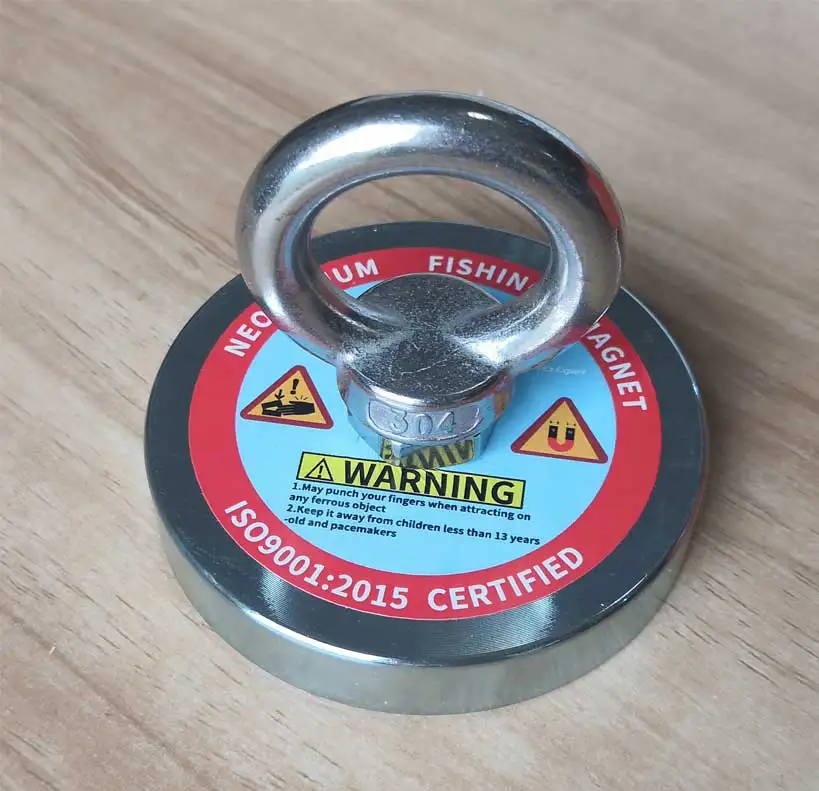 UM FISHIN
NEO
MAGNET
304
WARNING
1.May punch your fingers when attracting on
any ferrous object
2.Keep it away from children less than 13 years
-old and pacemakers
ISO9001:2015 CERTIFIED